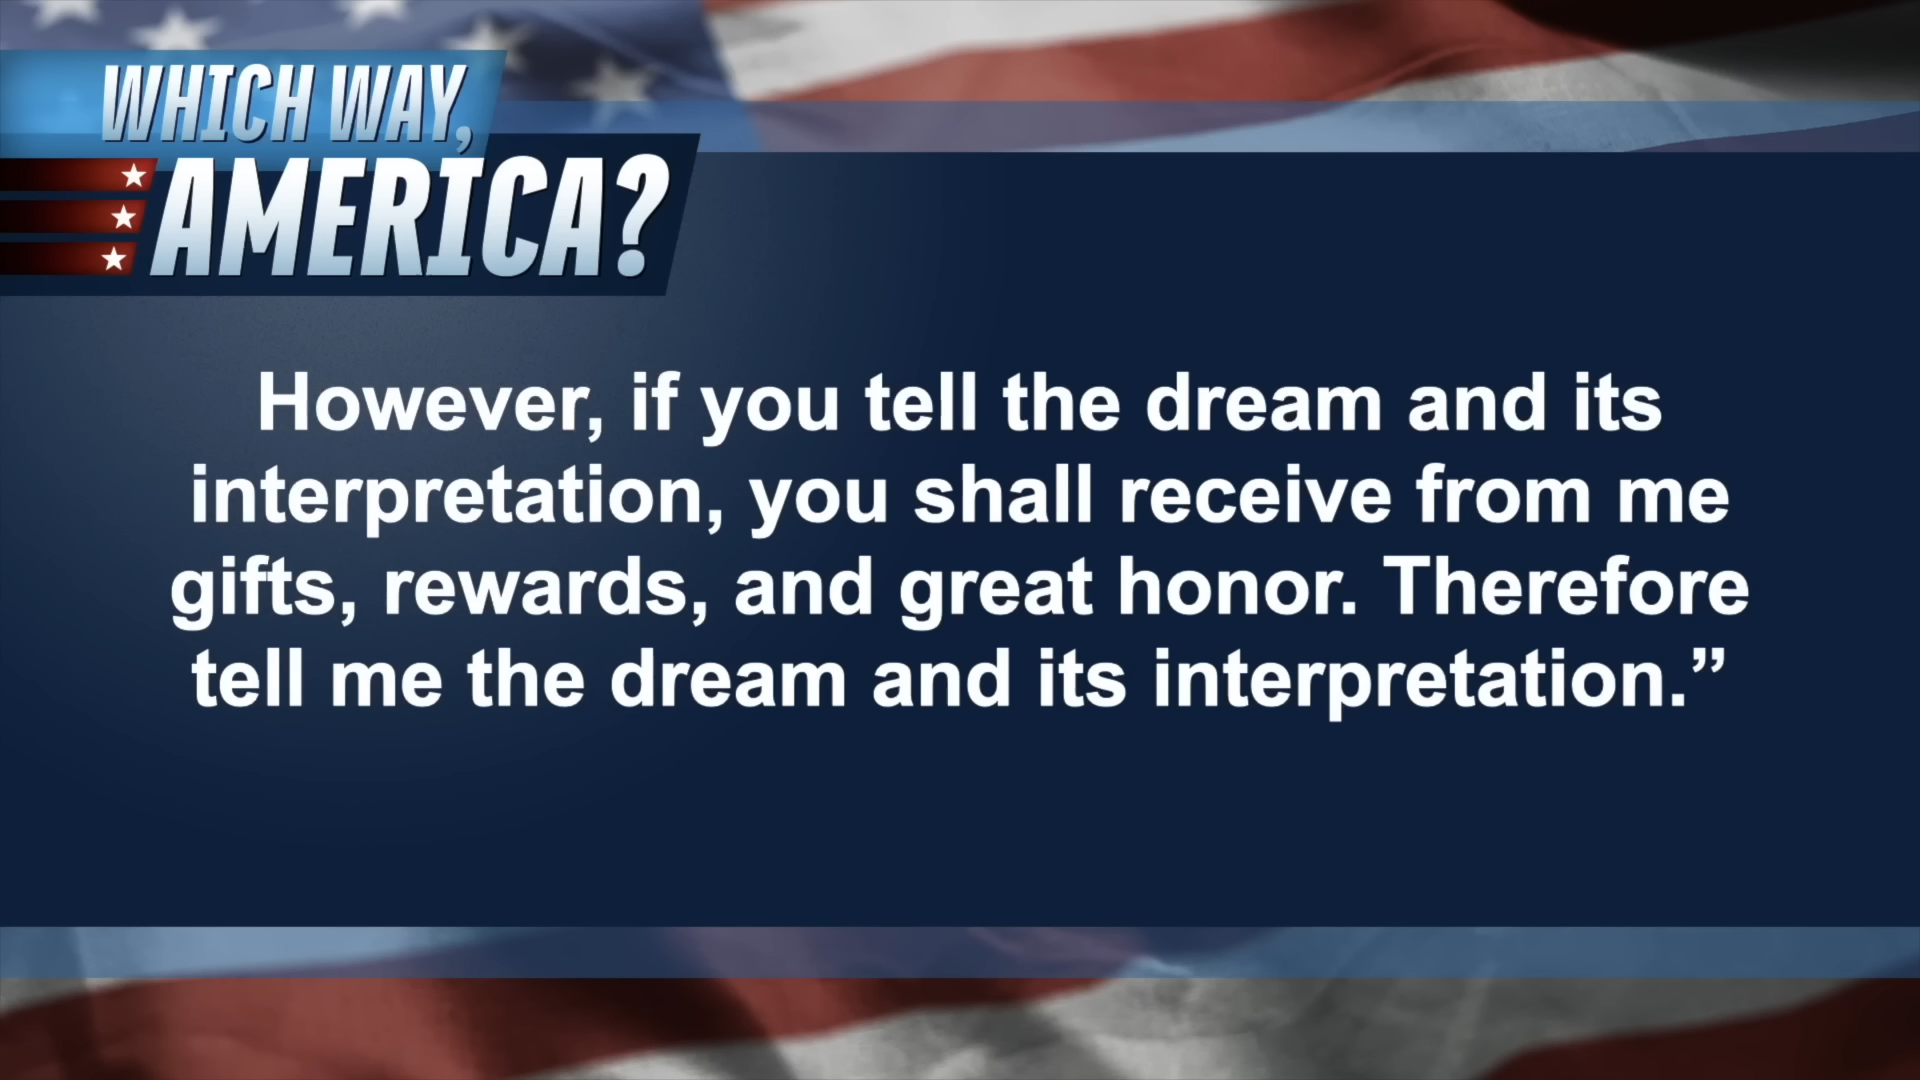 WHICH WAY,
AMERICA?
However, if you tell the dream and its
interpretation, you shall receive from me
gifts, rewards, and great honor. Therefore
tell me the dream and its interpretation.”